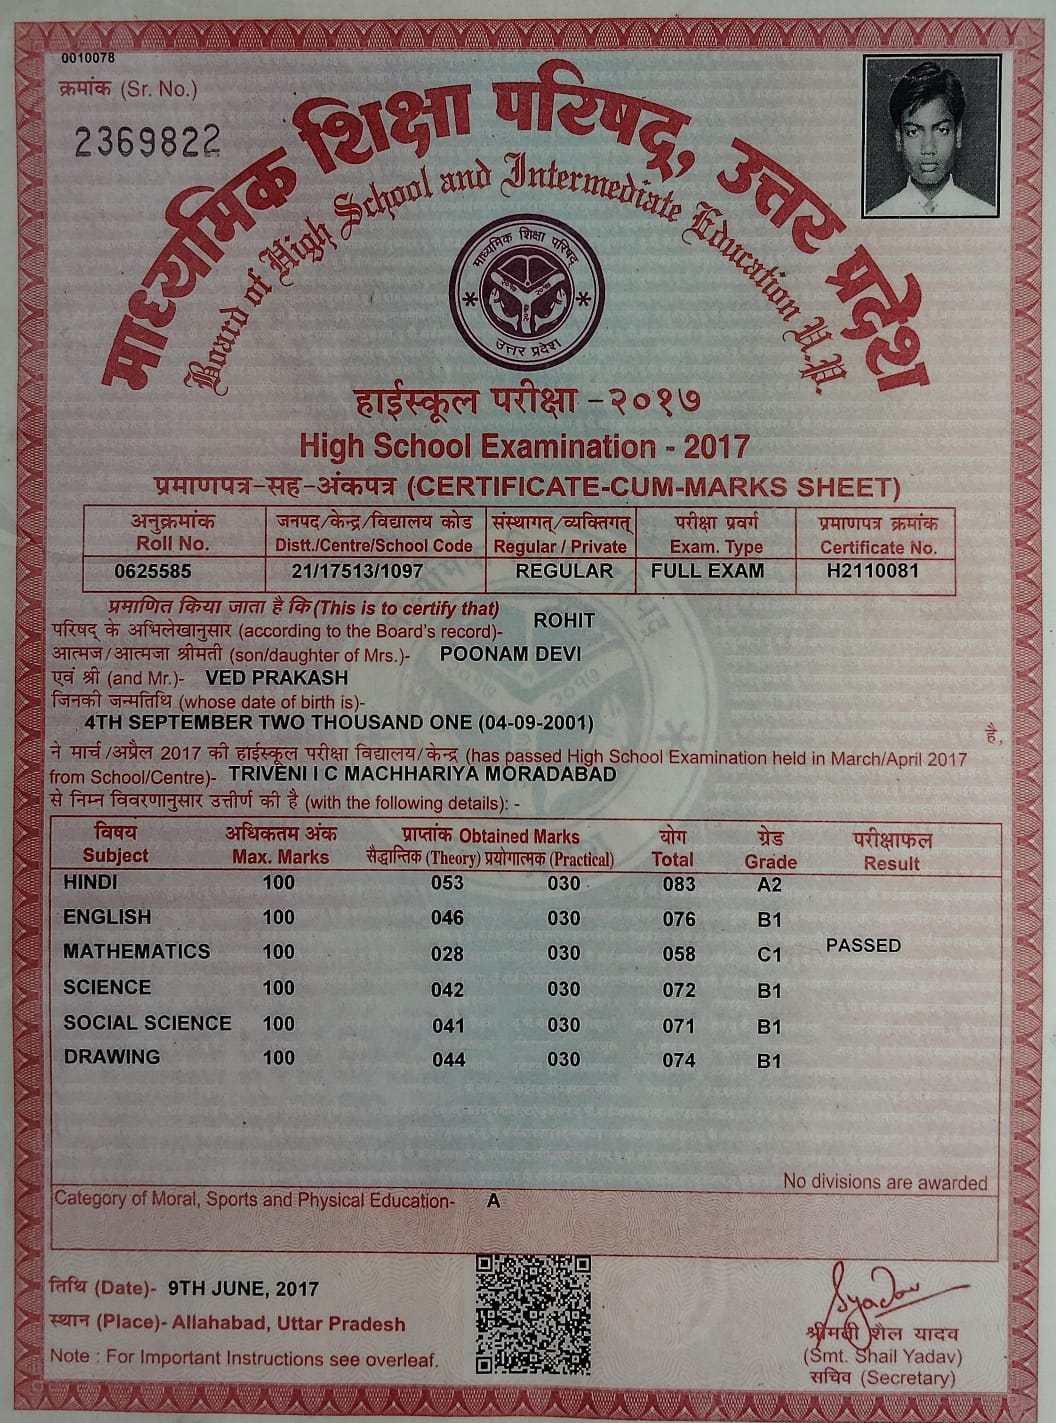 0010078
क्रमांक (Sr. No.)
2369822
माध्यमिक शिक्षा परिषद्, उत्तर प्रदेश
Board of High School and Intermediate Education U.P.
माध्यमिक शिक्षा परिषद्
उत्तर प्रदेश
हाईस्कूल परीक्षा -२०१७
High School Examination - 2017
प्रमाणपत्र-सह-अंकपत्र (CERTIFICATE-CUM-MARKS SHEET)
अनुक्रमांक जनपद/केन्द्र/विद्यालय कोड संस्थागत्/व्यक्तिगत् परीक्षा प्रवर्ग प्रमाणपत्र क्रमांक
Roll No. Distt./Centre/School Code Regular / Private Exam. Type Certificate No.
0625585 21/17513/1097 REGULAR FULL EXAM H2110081
प्रमाणित किया जाता है कि (This is to certify that)
परिषद् के अभिलेखानुसार (according to the Board's record)- ROHIT
आत्मज/आत्मजा श्रीमती (son/daughter of Mrs.)- POONAM DEVI
एवं श्री (and Mr.)- VED PRAKASH
जिनकी जन्मतिथि (whose date of birth is)-
4TH SEPTEMBER TWO THOUSAND ONE (04-09-2001) है,
ने मार्च/अप्रैल 2017 की हाईस्कूल परीक्षा विद्यालय/केन्द्र (has passed High School Examination held in March/April 2017
from School/Centre)- TRIVENI I C MACHHARIYA MORADABAD
से निम्न विवरणानुसार उत्तीर्ण की है (with the following details): -
विषय अधिकतम अंक प्राप्तांक Obtained Marks योग ग्रेड परीक्षाफल
Subject Max. Marks सैद्धान्तिक (Theory) प्रयोगात्मक (Practical) Total Grade Result
HINDI 100 053 030 083 A2
ENGLISH 100 046 030 076 B1
MATHEMATICS 100 028 030 058 C1 PASSED
SCIENCE 100 042 030 072 B1
SOCIAL SCIENCE 100 041 030 071 B1
DRAWING 100 044 030 074 B1
No divisions are awarded
Category of Moral, Sports and Physical Education- A
तिथि (Date)- 9TH JUNE, 2017
स्थान (Place)- Allahabad, Uttar Pradesh
Note : For Important Instructions see overleaf.
SYadav
श्रीमती शैल यादव
(Smt. Shail Yadav)
सचिव (Secretary)